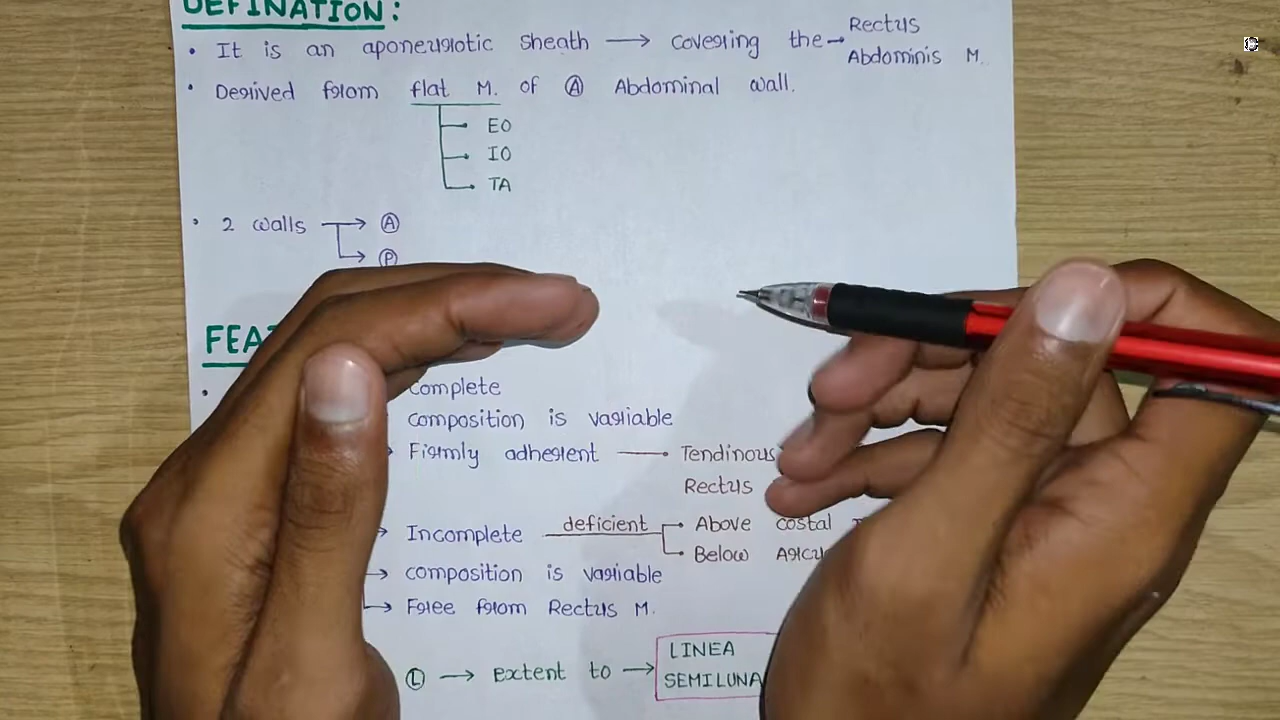 DEFINATION:
• It is an aponeurotic sheath → covering the → Rectus Abdominis M.
• Derived from flat M. of Ⓐ Abdominal wall.
EO
IO
TA
• 2 walls → Ⓐ
→ Ⓟ
complete
composition is variable
Firmly adherent → Tendinous
Rectus
→ Incomplete deficient → Above costal
→ Below
→ composition is variable
→ Free from Rectus M.
Ⓛ → extent to → LINEA
SEMILUNA